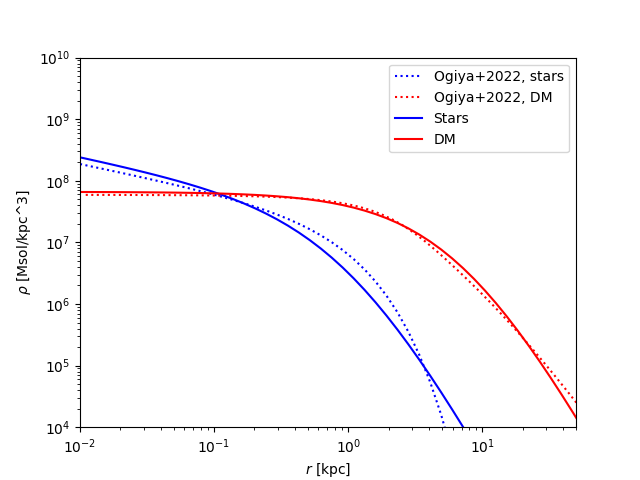 10^10
10^9
10^8
10^7
10^6
10^5
10^4
ρ [Msol/kpc^3]
Ogiya+2022, stars
Ogiya+2022, DM
Stars
DM
10^−2 10^−1 10^0 10^1
r [kpc]